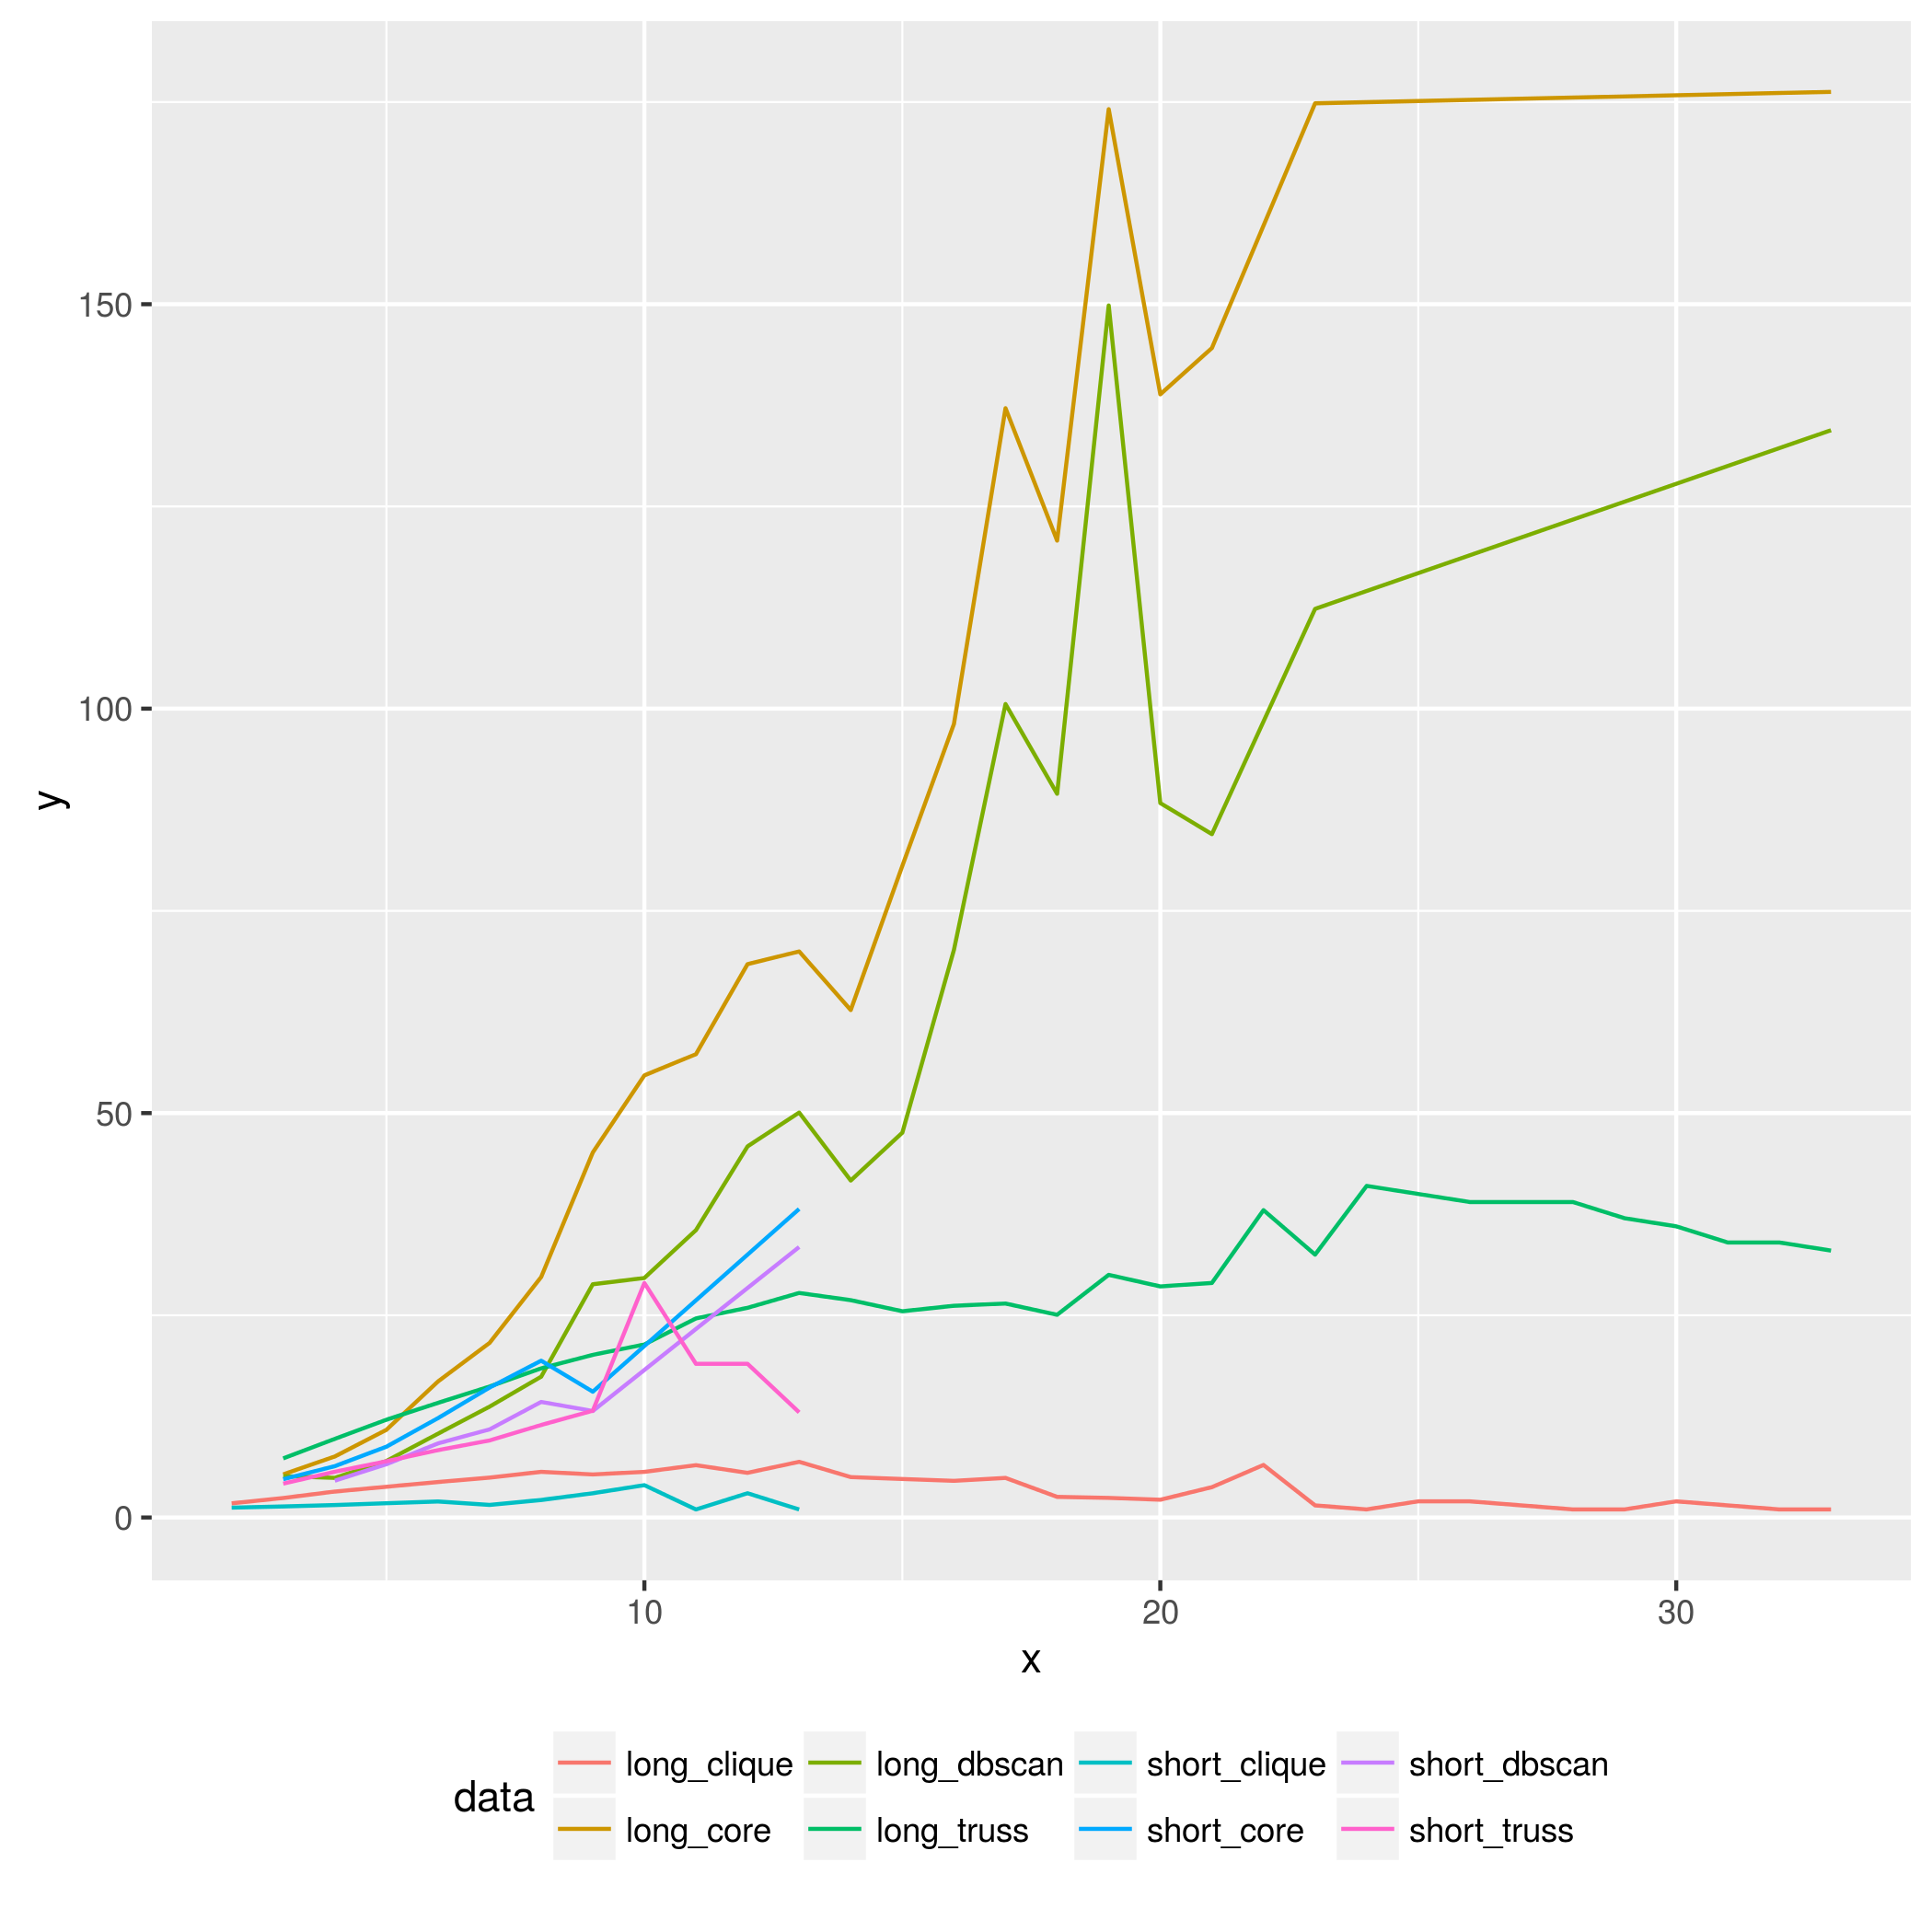 150
100
50
0
y
10 20 30
x
data
long_clique long_dbscan short_clique short_dbscan
long_core long_truss short_core short_truss